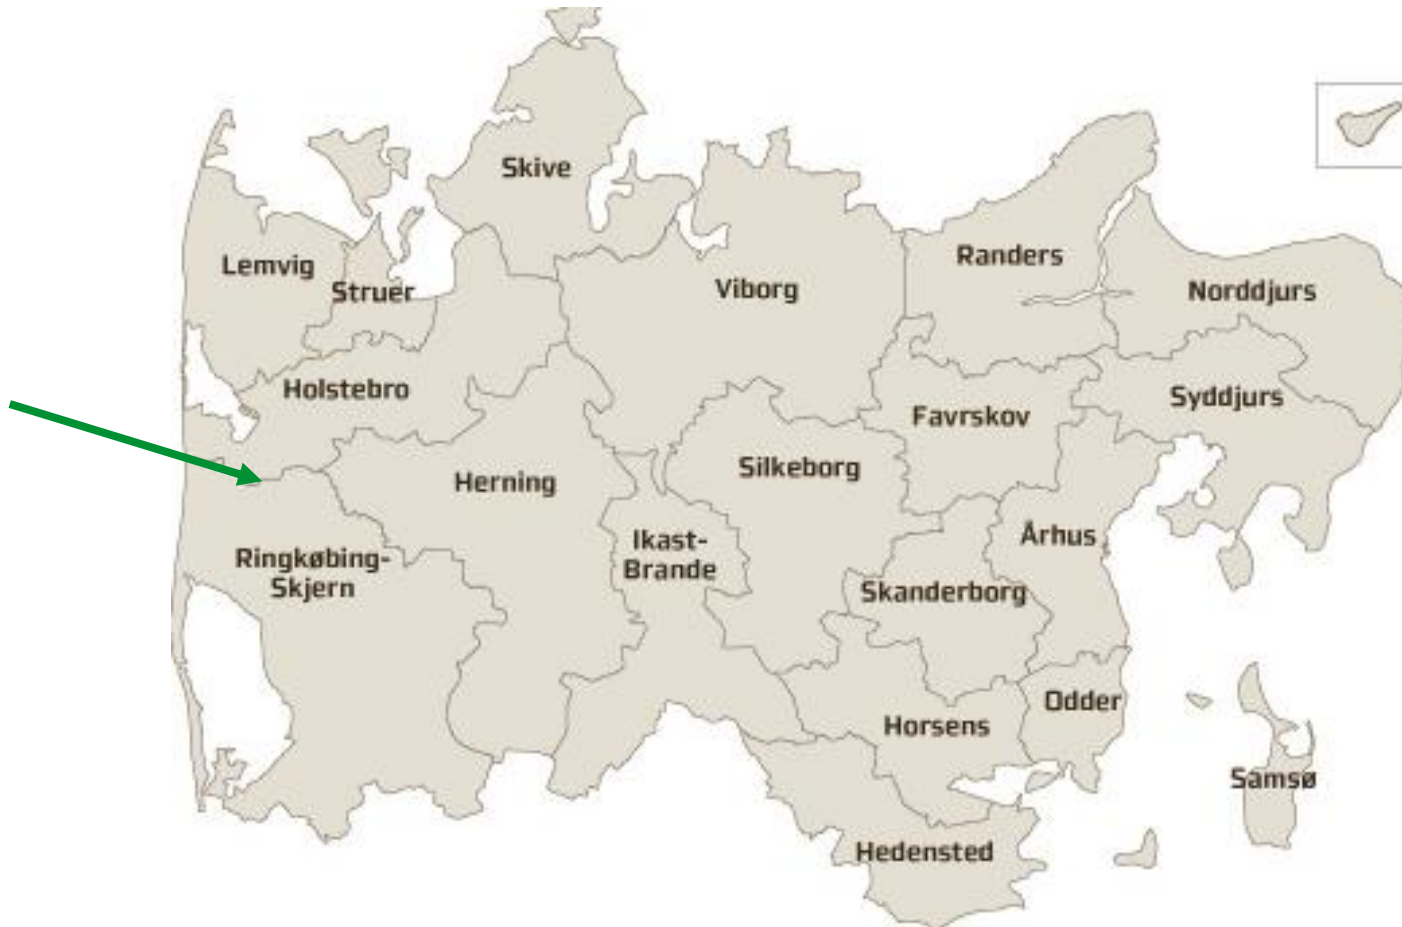 Skive
Randers
Lemvig
Struer
Viborg
Norddjurs
Holstebro
Favrskov
Syddjurs
Herning
Silkeborg
Århus
Ikast-
Brande
Ringkøbing-
Skjern
Skanderborg
Odder
Horsens
Samsø
Hedensted